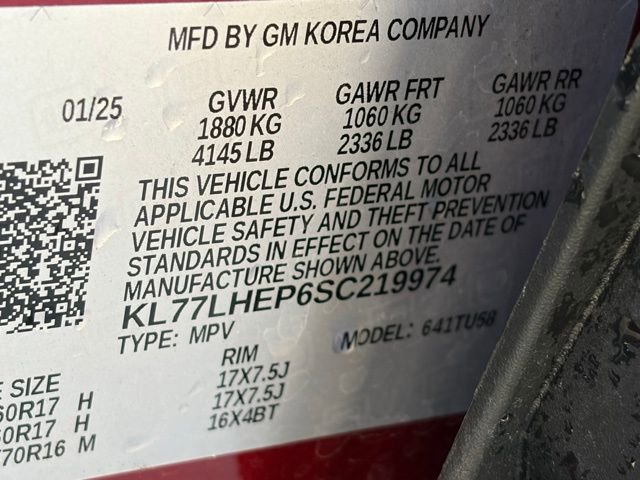 MFD BY GM KOREA COMPANY
01/25 GVWR GAWR FRT GAWR RR
1880 KG 1060 KG 1060 KG
4145 LB 2336 LB 2336 LB
THIS VEHICLE CONFORMS TO ALL
APPLICABLE U.S. FEDERAL MOTOR
VEHICLE SAFETY AND THEFT PREVENTION
STANDARDS IN EFFECT ON THE DATE OF
MANUFACTURE SHOWN ABOVE.
KL77LHEP6SC219974
TYPE: MPV MODEL: 641TU58
SIZE RIM
60R17 H 17X7.5J
0R17 H 17X7.5J
70R16 M 16X4BT